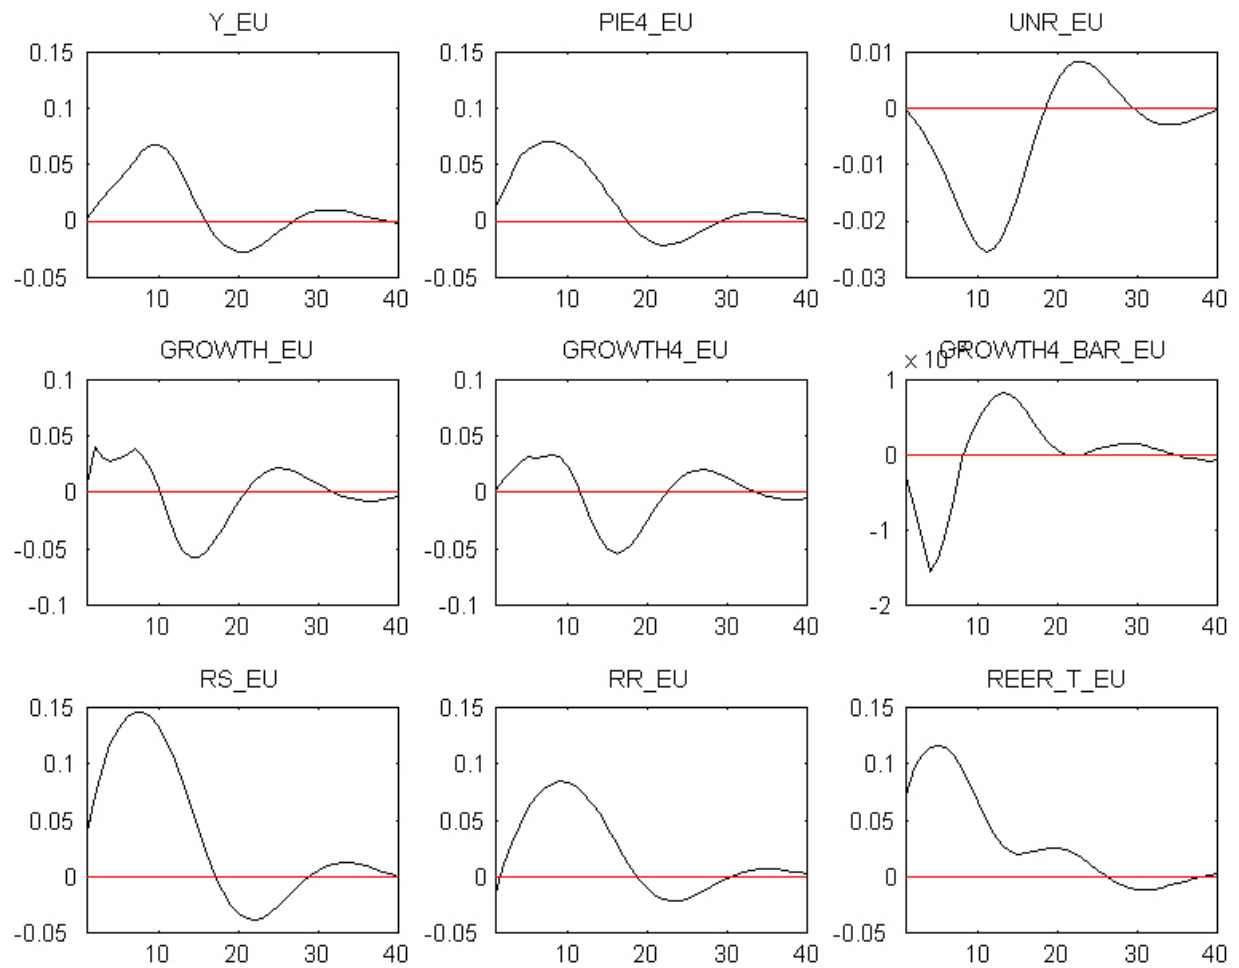 Y_EU PIE4_EU UNR_EU
0.15 0.15 0.01
0.1 0.1 0
0.05 0.05 -0.01
0 0 -0.02
-0.05 -0.05 -0.03
10 20 30 40 10 20 30 40 10 20 30 40
GROWTH_EU GROWTH4_EU GROWTH4_BAR_EU
× 10
0.1 0.1 1
0.05 0.05 0
0 0 -1
-0.05 -0.05
-0.1 -0.1 -2
10 20 30 40 10 20 30 40 10 20 30 40
RS_EU RR_EU REER_T_EU
0.15 0.15 0.15
0.1 0.1 0.1
0.05 0.05 0.05
0 0 0
-0.05 -0.05 -0.05
10 20 30 40 10 20 30 40 10 20 30 40